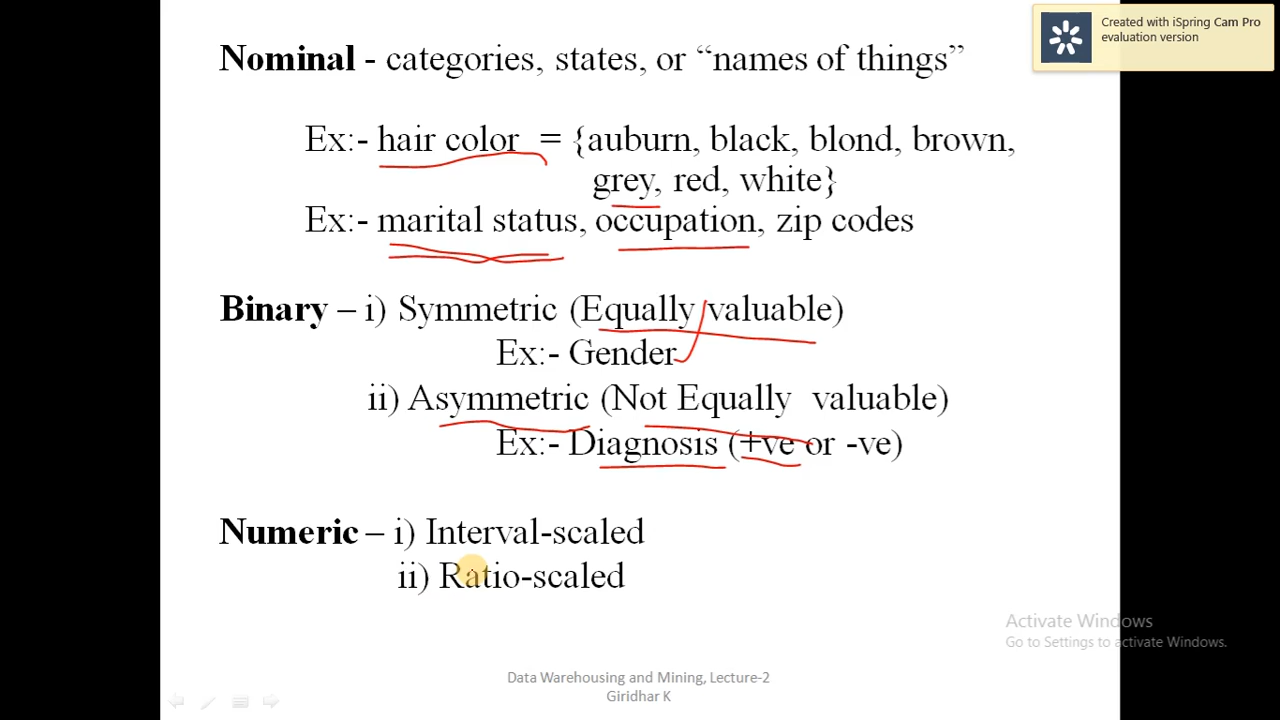 Created with iSpring Cam Pro
evaluation version
Nominal - categories, states, or “names of things”
Ex:- hair color = {auburn, black, blond, brown,
grey, red, white}
Ex:- marital status, occupation, zip codes
Binary – i) Symmetric (Equally valuable)
Ex:- Gender
ii) Asymmetric (Not Equally valuable)
Ex:- Diagnosis (+ve or -ve)
Numeric – i) Interval-scaled
ii) Ratio-scaled
Activate Windows
Go to Settings to activate Windows.
Data Warehousing and Mining, Lecture-2
Giridhar K